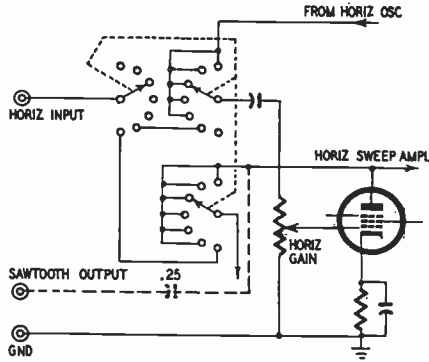 FROM HORIZ OSC
HORIZ INPUT
HORIZ SWEEP AMPL
HORIZ
GAIN
SAWTOOTH OUTPUT
.25
GND